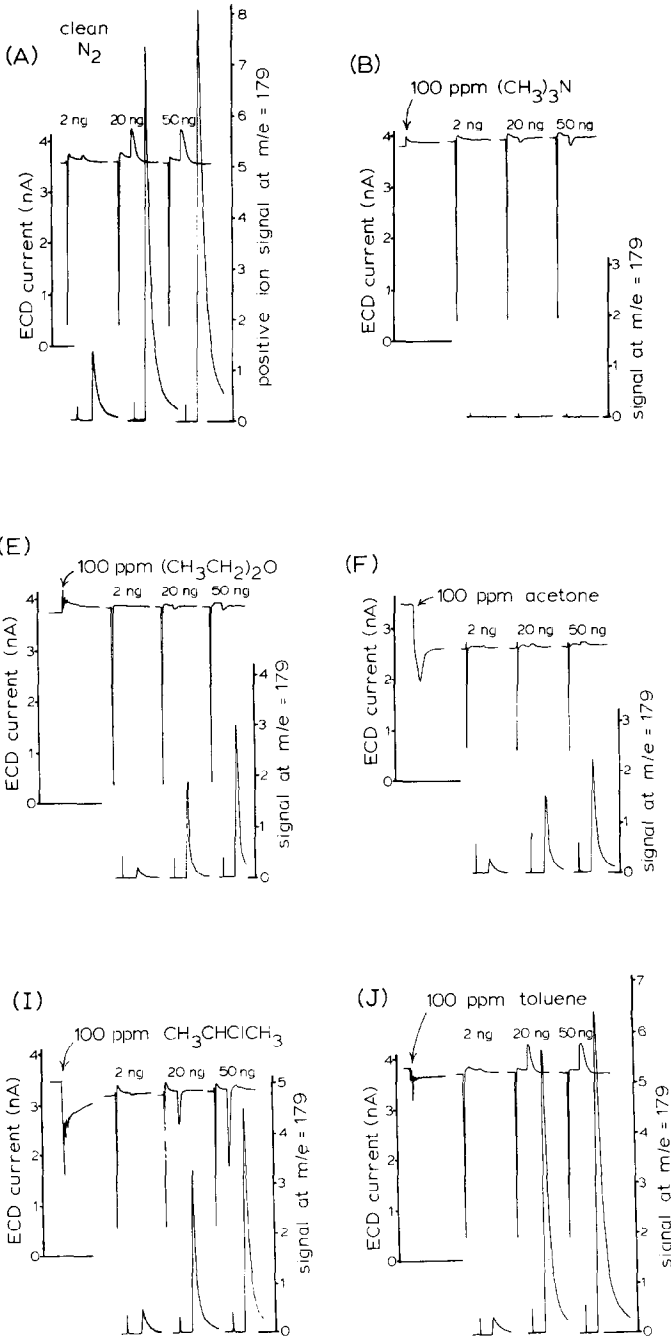 (A)
clean
N2
2 ng
20 ng
50 ng
ECD current (nA)
4
3
2
1
0
positive ion signal at m/e = 179
8
7
6
5
4
3
2
1
0
(B)
100 ppm (CH3)3N
2 ng
20 ng
50 ng
ECD current (nA)
4
3
2
1
0
signal at m/e = 179
3
2
1
0
(E)
100 ppm (CH3CH2)2O
2 ng
20 ng
50 ng
ECD current (nA)
4
3
2
1
0
signal at m/e = 179
4
3
2
1
0
(F)
100 ppm acetone
2 ng
20 ng
50 ng
ECD current (nA)
3
2
1
0
signal at m/e = 179
3
2
1
0
(I)
100 ppm CH3CHClCH3
2 ng
20 ng
50 ng
ECD current (nA)
4
3
2
1
0
signal at m/e = 179
5
4
3
2
1
0
(J)
100 ppm toluene
2 ng
20 ng
50 ng
ECD current (nA)
4
3
2
1
0
signal at m/e = 179
7
6
5
4
3
2
1
0